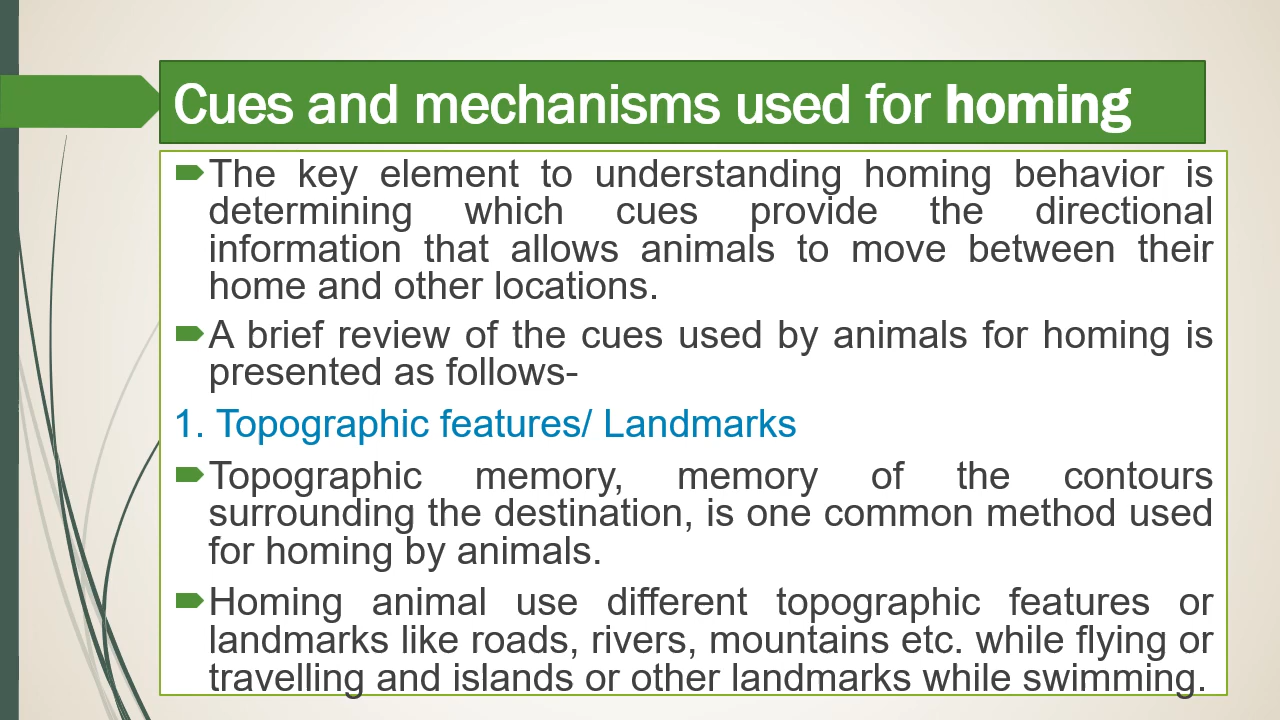 Cues and mechanisms used for homing
The key element to understanding homing behavior is
determining which cues provide the directional
information that allows animals to move between their
home and other locations.
A brief review of the cues used by animals for homing is
presented as follows-
1. Topographic features/ Landmarks
Topographic memory, memory of the contours
surrounding the destination, is one common method used
for homing by animals.
Homing animal use different topographic features or
landmarks like roads, rivers, mountains etc. while flying or
travelling and islands or other landmarks while swimming.